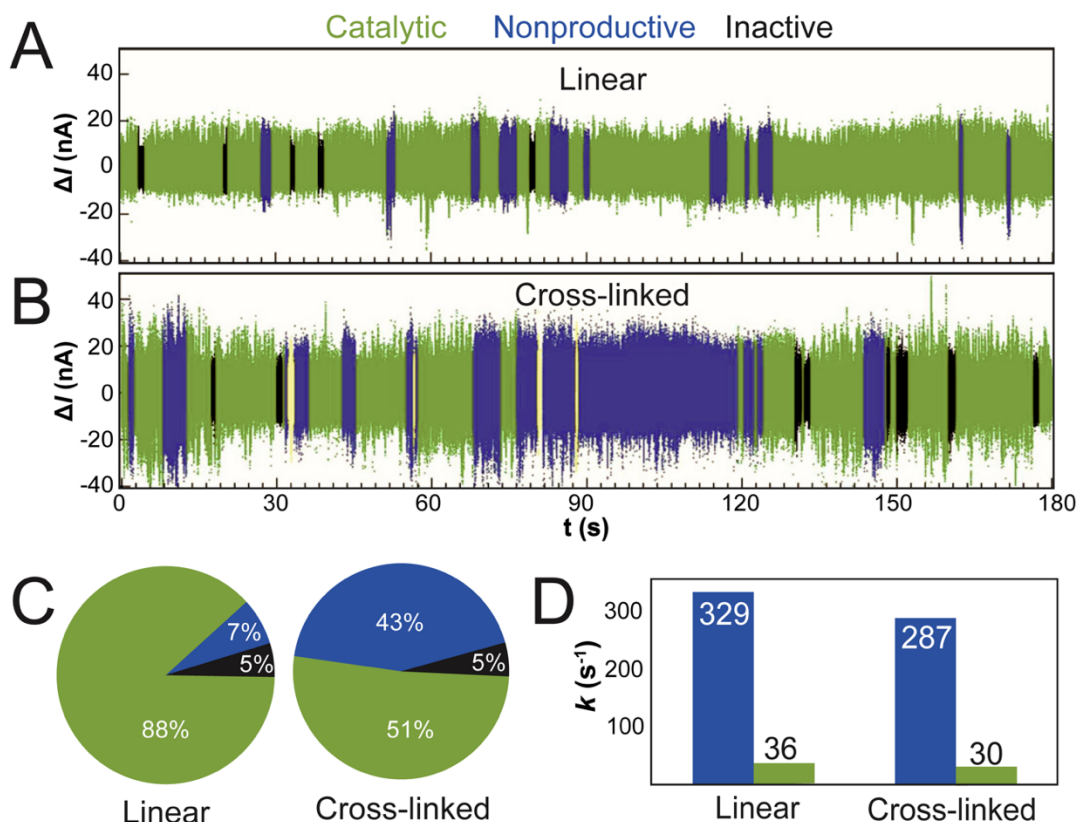 Catalytic Nonproductive Inactive
A
Linear
ΔI (nA)
40
20
0
-20
-40
B
Cross-linked
ΔI (nA)
40
20
0
-20
-40
0 30 60 90 120 150 180
t (s)
C
7%
5%
88%
Linear
43%
5%
51%
Cross-linked
D
k (s⁻¹)
300
200
100
329
36
287
30
Linear Cross-linked